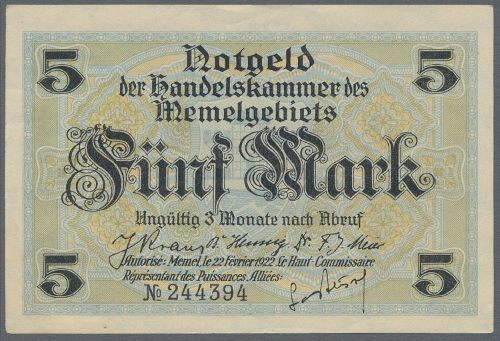 5 Notgeld 5
der Handelskammer des
Memelgebiets
Fünf Mark
Ungültig 3 Monate nach Abruf
Autorisé: Memel, le 22 Février 1922 Le Haut-Commissaire
Représentant des Puissances Alliées:
5 № 244394 5